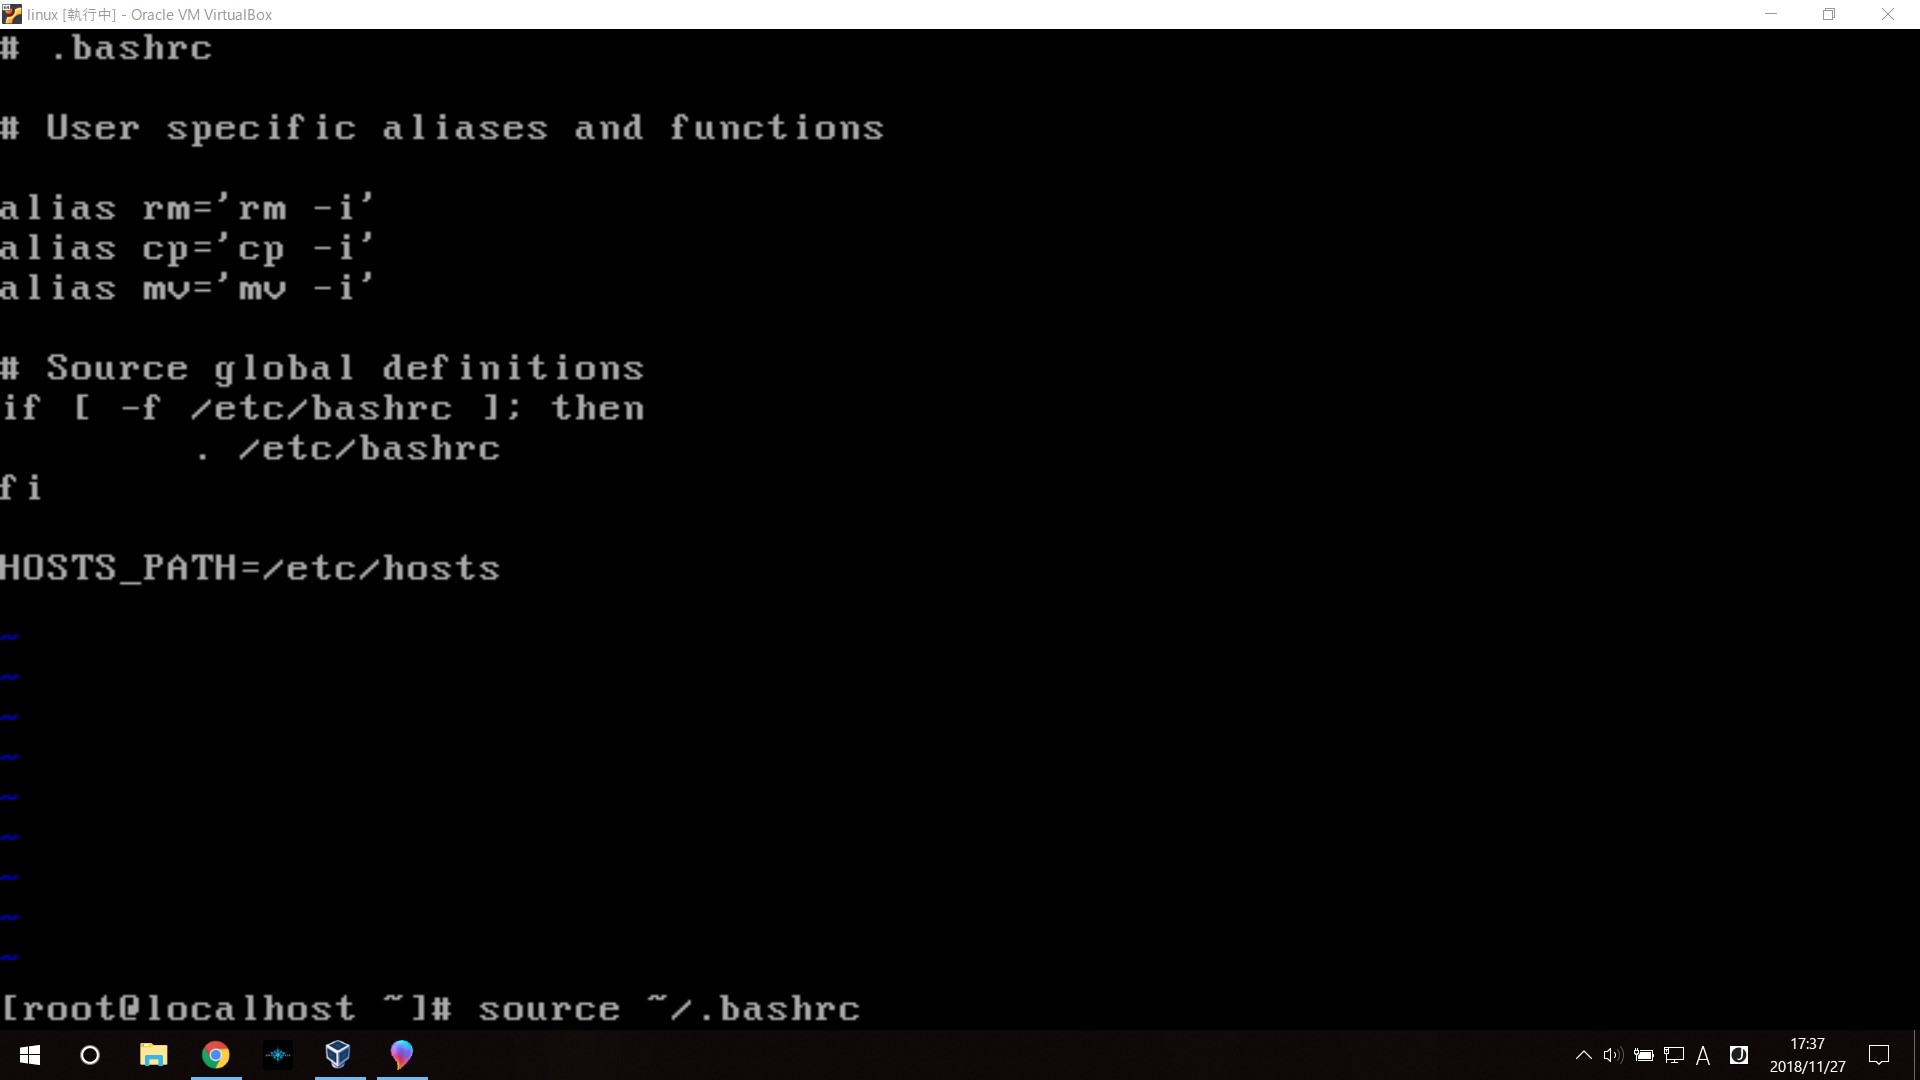 linux [執行中] - Oracle VM VirtualBox
# .bashrc
# User specific aliases and functions
alias rm='rm -i'
alias cp='cp -i'
alias mv='mv -i'
# Source global definitions
if [ -f /etc/bashrc ]; then
        . /etc/bashrc
fi
HOSTS_PATH=/etc/hosts
~
~
~
~
~
~
~
~
~
[root@localhost ~]# source ~/.bashrc
A
17:37
2018/11/27